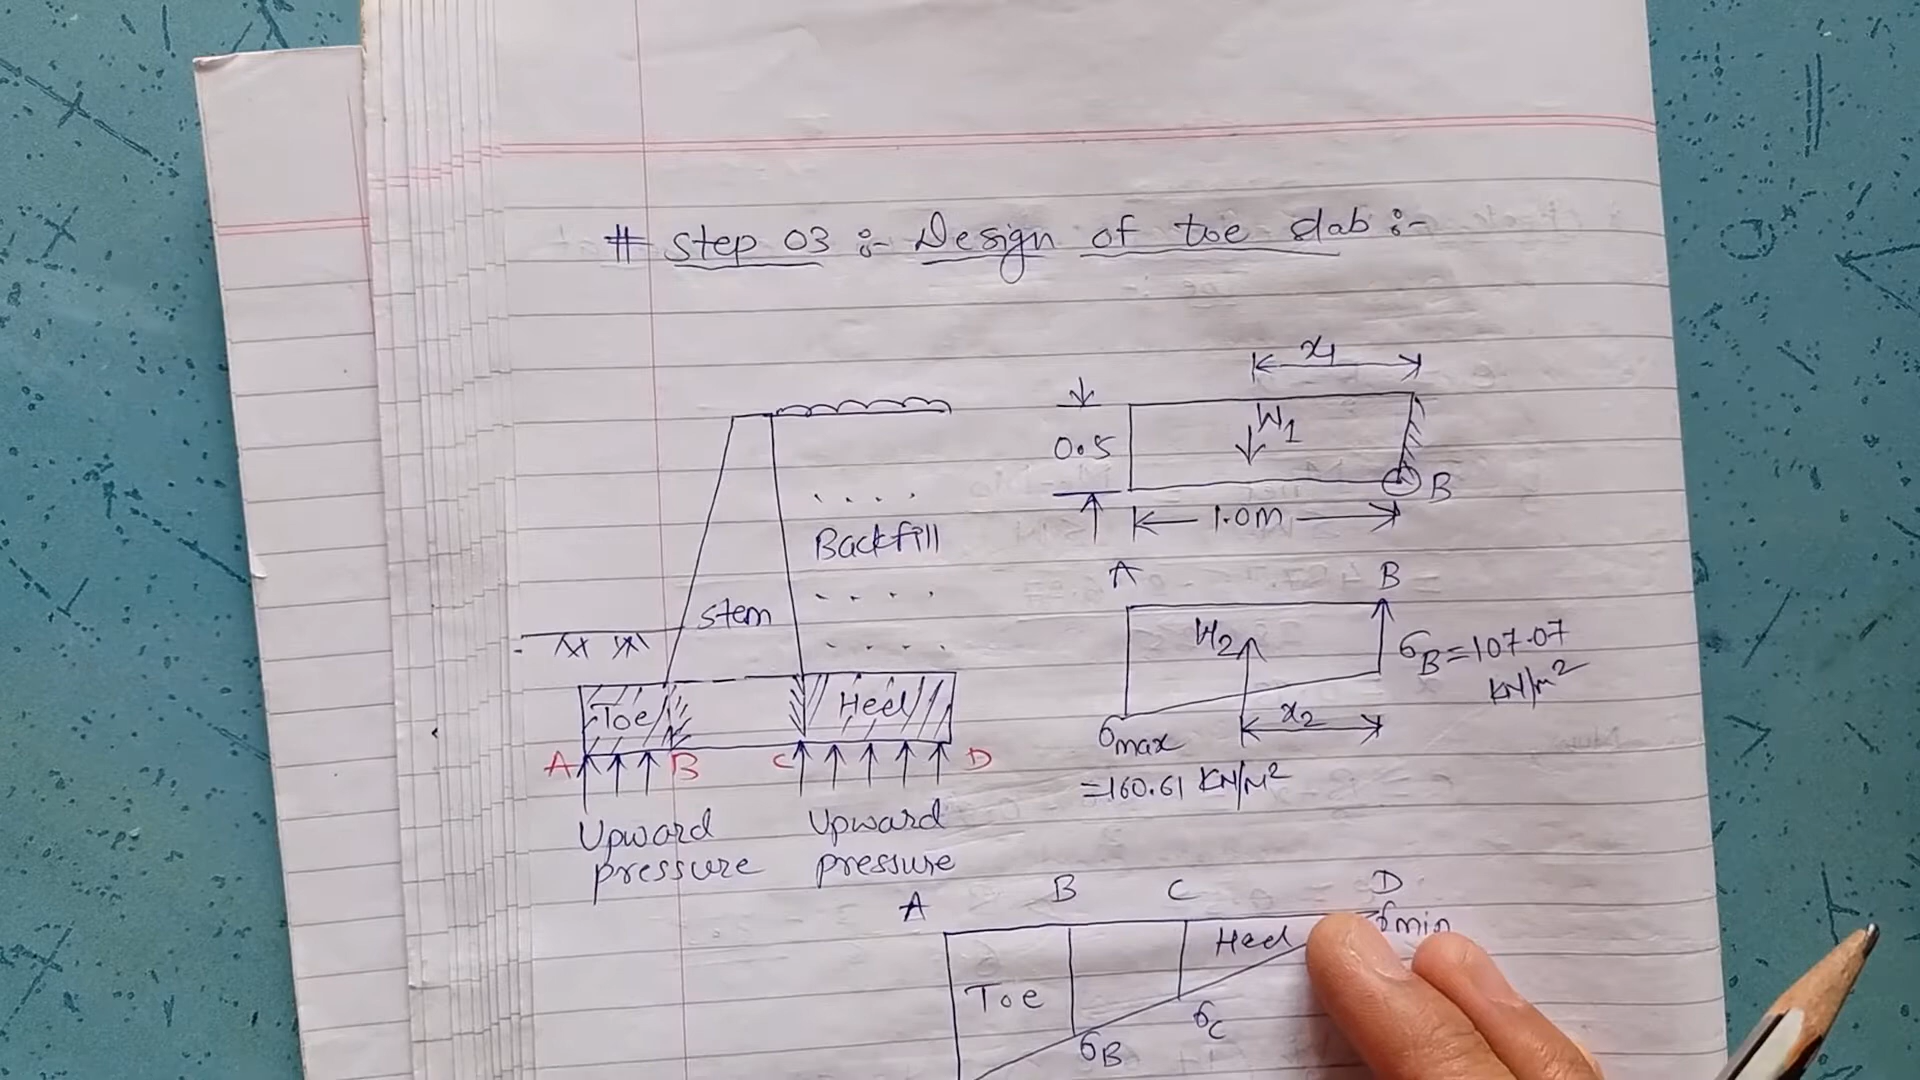 # Step 03 :- Design of toe slab :-
x₁
W₁
0.5
B
1.0m
Backfill
Stem
A
B
W₂
σB = 107.07
KN/m²
x₂
σmax
= 160.61 KN/m²
Toe
Heel
A
B
C
D
Upward
pressure
Upward
pressure
A
B
C
D
σmin
Heel
Toe
σc
σB